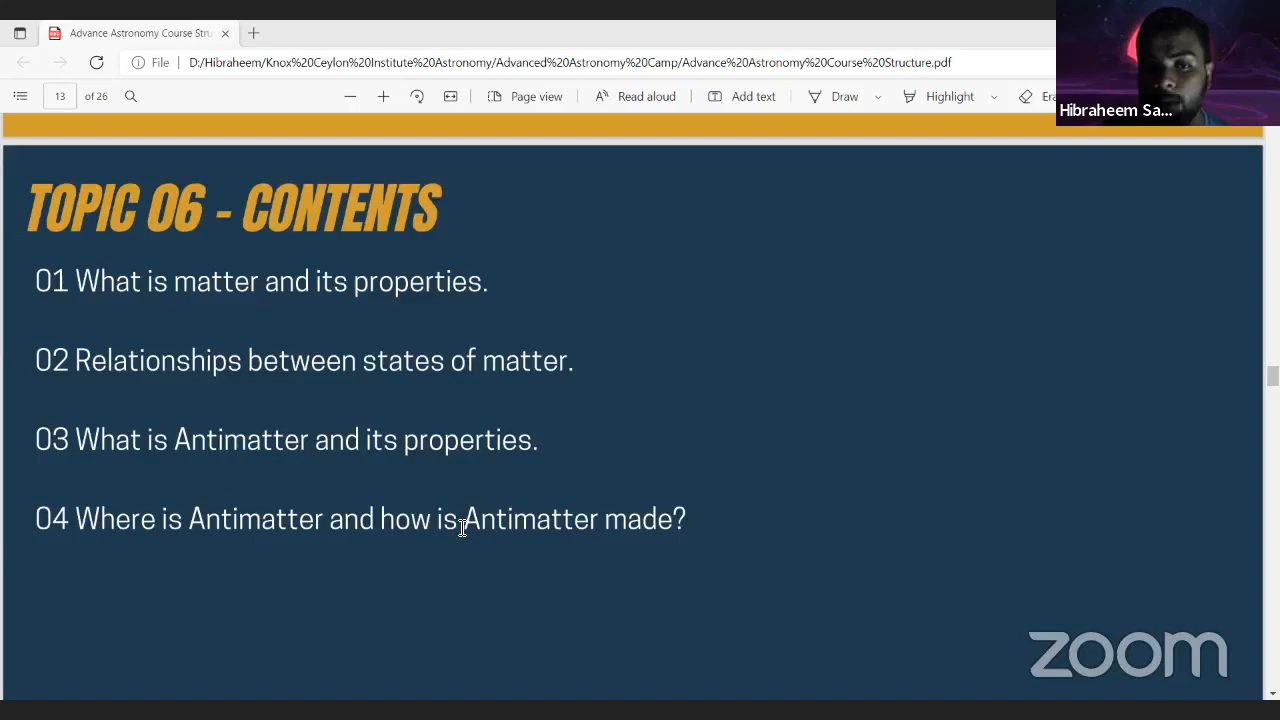 Advance Astronomy Course Stru
File
D:/Hibraheem/Knox%20Ceylon%20Institute%20Astronomy/Advanced%20Astronomy%20Camp/Advance%20Astronomy%20Course%20Structure.pdf
13 of 26
Page view
Read aloud
Add text
Draw
Highlight
Era
Hibraheem Sa...
TOPIC 06 - CONTENTS
01 What is matter and its properties.
02 Relationships between states of matter.
03 What is Antimatter and its properties.
04 Where is Antimatter and how is Antimatter made?
zoom